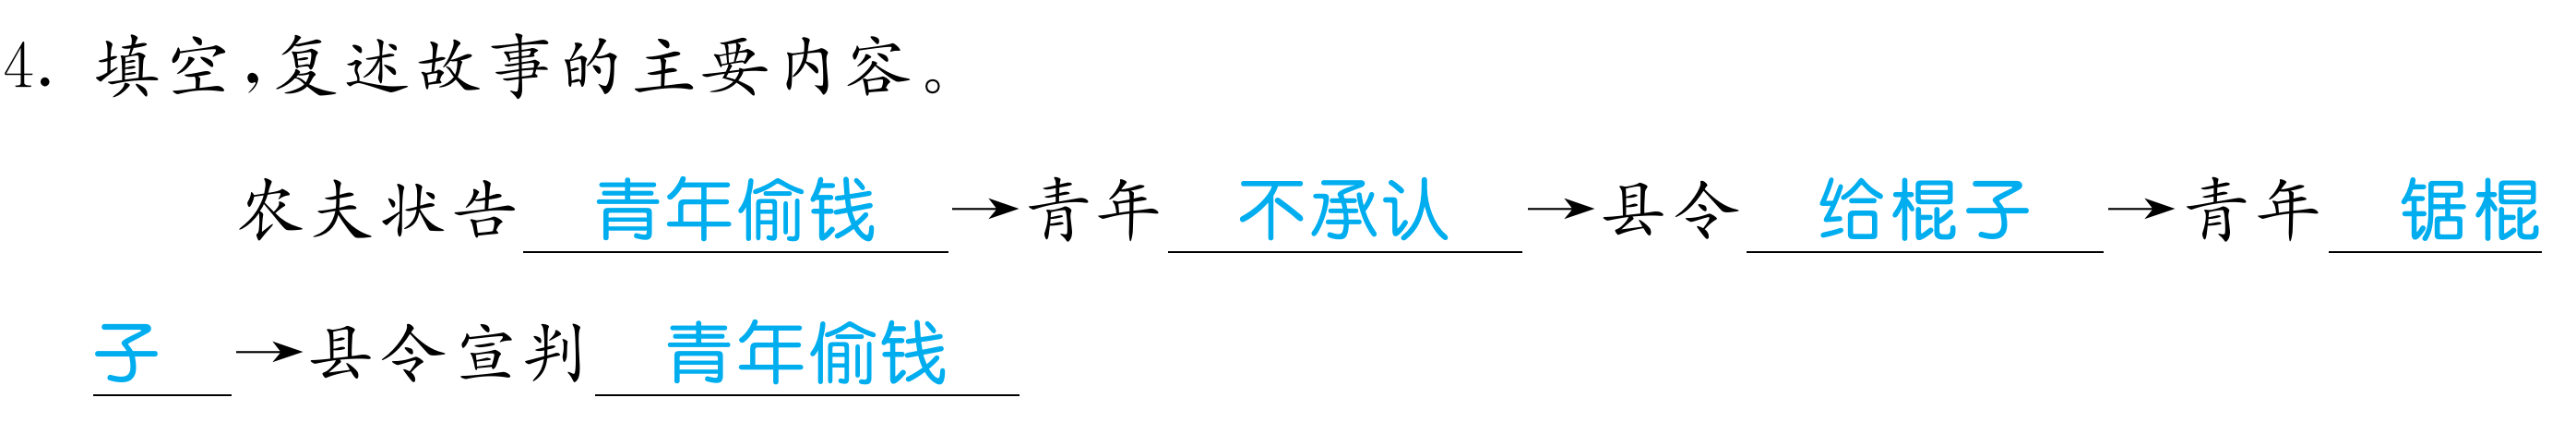 4. 填空,复述故事的主要内容。
农夫状告 青年偷钱 →青年 不承认 →县令 给棍子 →青年 锯棍
子 →县令宣判 青年偷钱